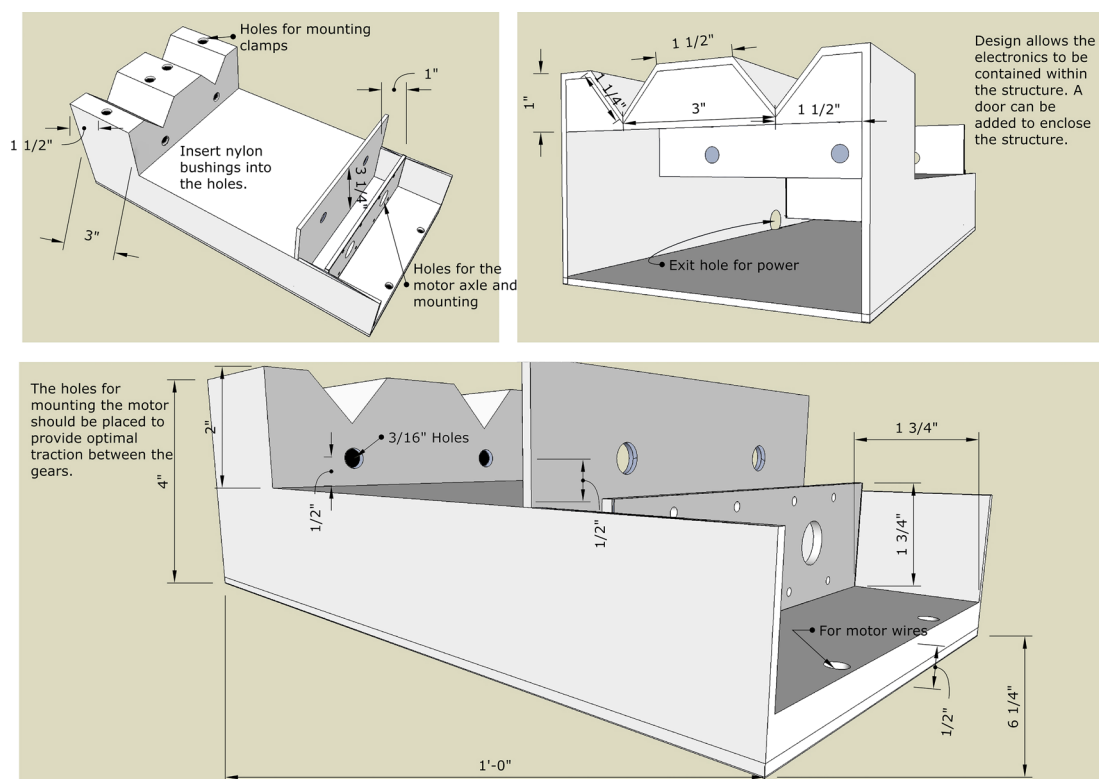 Holes for mounting
clamps
1"
1 1/2"
Insert nylon
bushings into
the holes.
3 1/4"
3"
Holes for the
motor axle and
mounting
1 1/2"
Design allows the
electronics to be
contained within
the structure. A
door can be
added to enclose
the structure.
1"
1 1/4"
3"
1 1/2"
Exit hole for power
The holes for
mounting the motor
should be placed to
provide optimal
traction between the
gears.
2"
4"
3/16" Holes
1/2"
1/2"
1 3/4"
1 3/4"
For motor wires
1/2"
6 1/4"
1'-0"